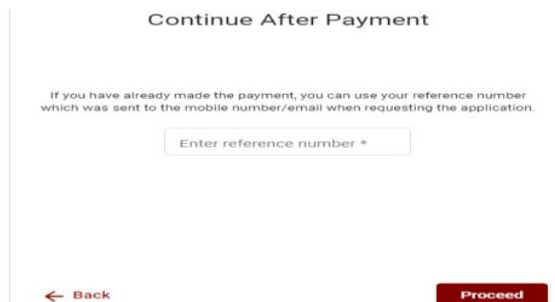 Continue After Payment
If you have already made the payment, you can use your reference number
which was sent to the mobile number/email when requesting the application.
Enter reference number *
← Back
Proceed